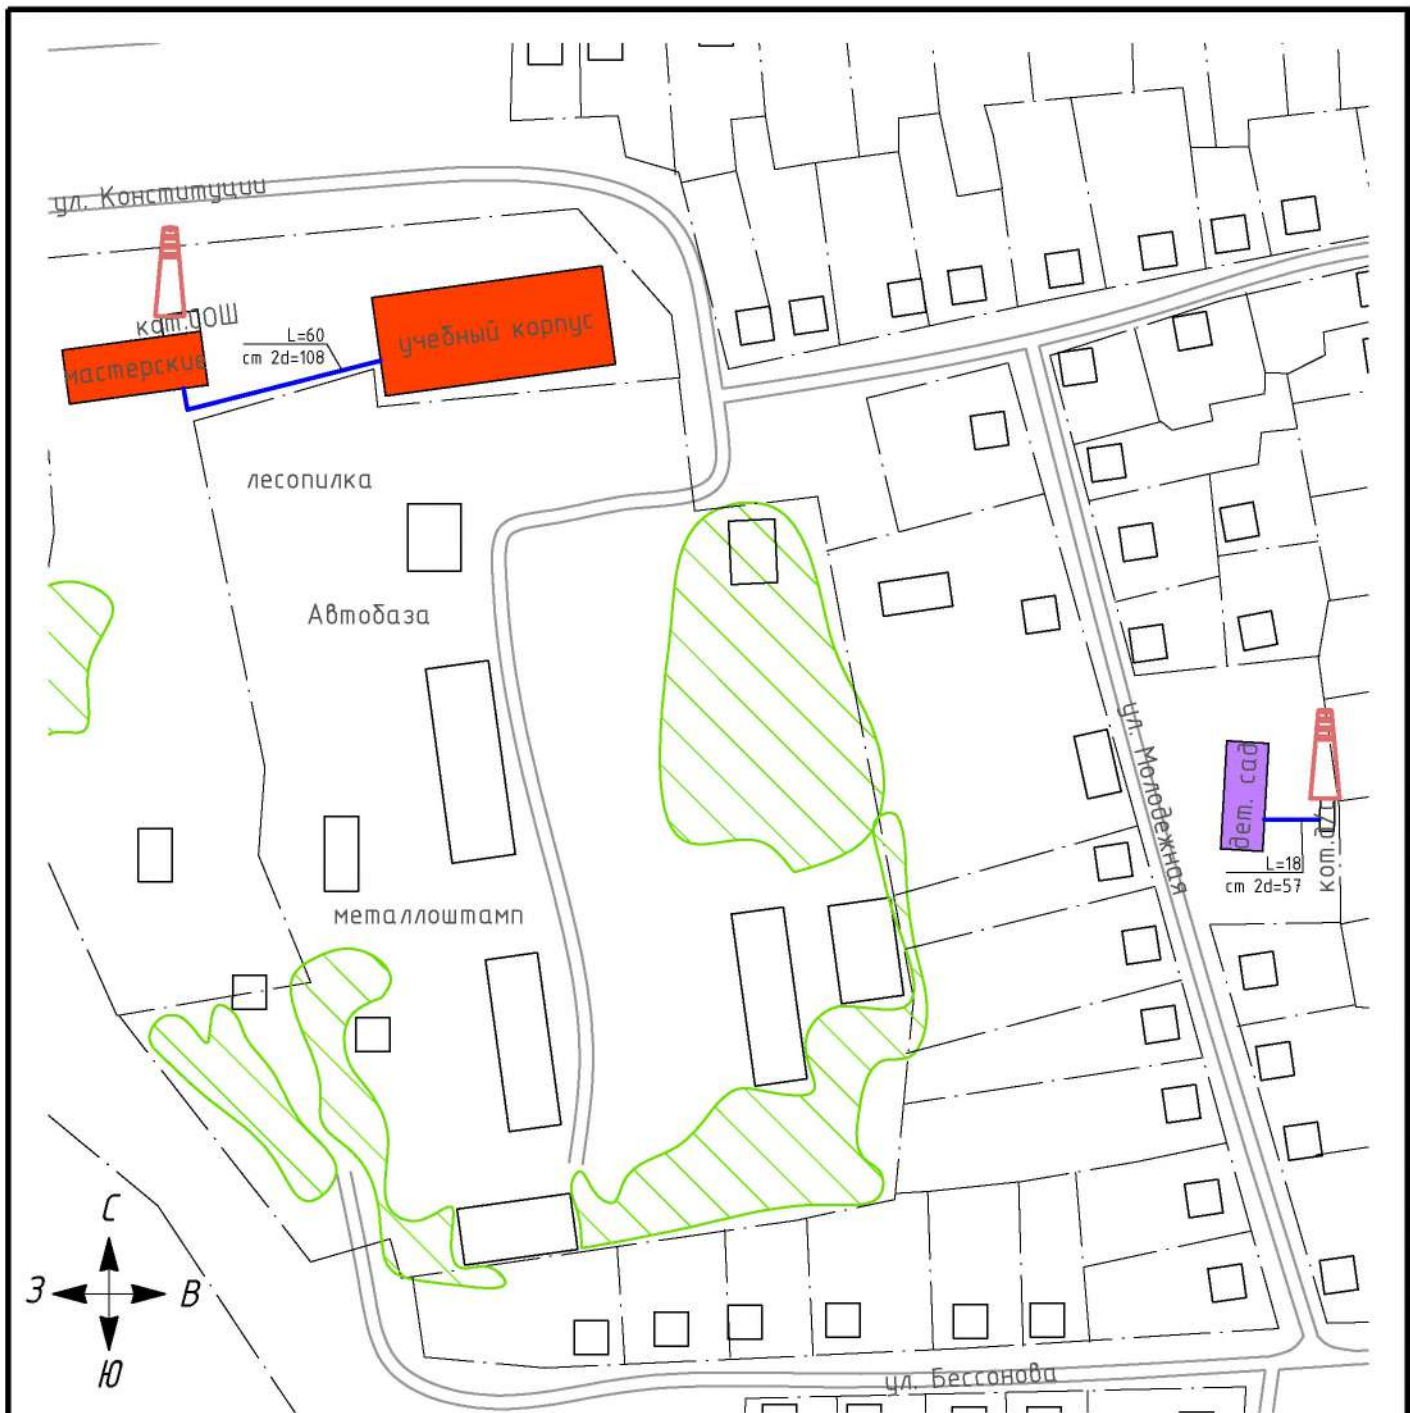 ул. Конституции
кот.СОШ
мастерские
L=60
ст 2d=108
учебный корпус
лесопилка
Автобаза
ул. Молодежная
дет. сад
L=18
ст 2d=57
металлоштамп
С
З
В
Ю
ул. Бессонова